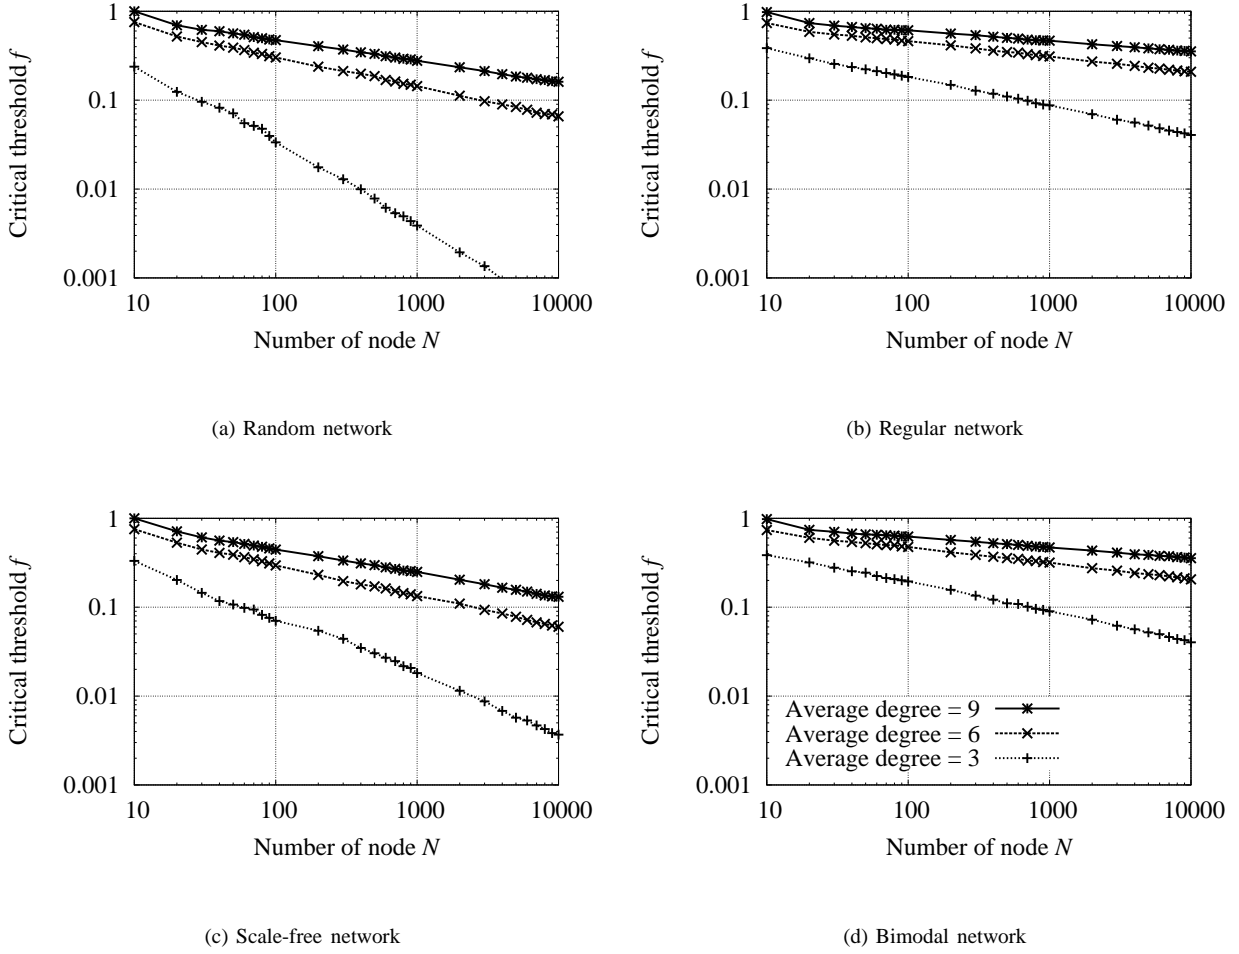 Critical threshold f
1
0.1
0.01
0.001
10 100 1000 10000
Number of node N
(a) Random network
Critical threshold f
1
0.1
0.01
0.001
10 100 1000 10000
Number of node N
(b) Regular network
Critical threshold f
1
0.1
0.01
0.001
10 100 1000 10000
Number of node N
(c) Scale-free network
Critical threshold f
1
0.1
0.01
0.001
Average degree = 9
Average degree = 6
Average degree = 3
10 100 1000 10000
Number of node N
(d) Bimodal network